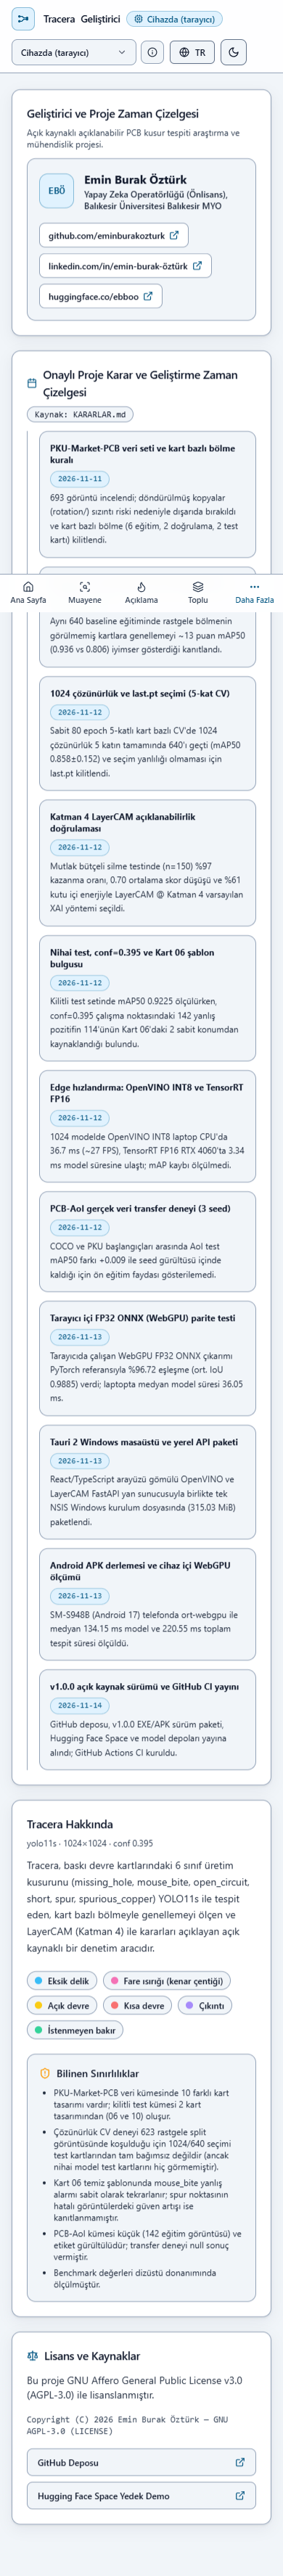 Tracera Geliştirici Cihazda (tarayıcı)
Cihazda (tarayıcı) TR
Geliştirici ve Proje Zaman Çizelgesi
Açık kaynaklı açıklanabilir PCB kusur tespiti araştırma ve
mühendislik projesi.
EBÖ
Emin Burak Öztürk
Yapay Zeka Operatörlüğü (Önlisans),
Balıkesir Üniversitesi Balıkesir MYO
github.com/eminburakozturk
linkedin.com/in/emin-burak-öztürk
huggingface.co/ebboo
Onaylı Proje Karar ve Geliştirme Zaman
Çizelgesi
Kaynak: KARARLAR.md
PKU-Market-PCB veri seti ve kart bazlı bölme
kuralı
2026-11-11
693 görüntü incelendi; döndürülmüş kopyalar
(rotation/) sızıntı riski nedeniyle dışarıda bırakıldı
ve kart bazlı bölme (6 eğitim, 2 doğrulama, 2 test
kartı) kilitlendi.
Ana Sayfa Muayene Açıklama Toplu Daha Fazla
Aynı 640 baseline eğitiminde rastgele bölmenin
görülmemiş kartlara genellemeyi ~13 puan mAP50
(0.936 vs 0.806) iyimser gösterdiği kanıtlandı.
1024 çözünürlük ve last.pt seçimi (5-kat CV)
2026-11-12
Sabit 80 epoch 5-katlı kart bazlı CV'de 1024
çözünürlük 5 katın tamamında 640'ı geçti (mAP50
0.858±0.152) ve seçim yanlılığı olmaması için
last.pt kilitlendi.
Katman 4 LayerCAM açıklanabilirlik
doğrulaması
2026-11-12
Mutlak bütçeli silme testinde (n=150) %97
kazanma oranı, 0.70 ortalama skor düşüşü ve %61
kutu içi enerjiyle LayerCAM @ Katman 4 varsayılan
XAI yöntemi seçildi.
Nihai test, conf=0.395 ve Kart 06 şablon
bulgusu
2026-11-12
Kilitli test setinde mAP50 0.9225 ölçülürken,
conf=0.395 çalışma noktasındaki 142 yanlış
pozitifin 114'ünün Kart 06'daki 2 sabit konumdan
kaynaklandığı bulundu.
Edge hızlandırma: OpenVINO INT8 ve TensorRT
FP16
2026-11-12
1024 modelde OpenVINO INT8 laptop CPU'da
36.7 ms (~27 FPS), TensorRT FP16 RTX 4060'ta 3.34
ms model süresine ulaştı; mAP kaybı ölçülmedi.
PCB-AoI gerçek veri transfer deneyi (3 seed)
2026-11-12
COCO ve PKU başlangıçları arasında AoI test
mAP50 farkı +0.009 ile seed gürültüsü içinde
kaldığı için ön eğitim faydası gösterilemedi.
Tarayıcı içi FP32 ONNX (WebGPU) parite testi
2026-11-13
Tarayıcıda çalışan WebGPU FP32 ONNX çıkarımı
PyTorch referansıyla %96.72 eşleşme (ort. IoU
0.9885) verdi; laptopta medyan model süresi 36.05
ms.
Tauri 2 Windows masaüstü ve yerel API paketi
2026-11-13
React/TypeScript arayüzü gömülü OpenVINO ve
LayerCAM FastAPI yan sunucusuyla birlikte tek
NSIS Windows kurulum dosyasında (315.03 MiB)
paketlendi.
Android APK derlemesi ve cihaz içi WebGPU
ölçümü
2026-11-13
SM-S948B (Android 17) telefonda ort-webgpu ile
medyan 134.15 ms model ve 220.55 ms toplam
tespit süresi ölçüldü.
v1.0.0 açık kaynak sürümü ve GitHub CI yayını
2026-11-14
GitHub deposu, v1.0.0 EXE/APK sürüm paketi,
Hugging Face Space ve model depoları yayına
alındı; GitHub Actions CI kuruldu.
Tracera Hakkında
yolo11s · 1024×1024 · conf 0.395
Tracera, baskı devre kartlarındaki 6 sınıf üretim
kusurunu (missing_hole, mouse_bite, open_circuit,
short, spur, spurious_copper) YOLO11s ile tespit
eden, kart bazlı bölmeyle genellemeyi ölçen ve
LayerCAM (Katman 4) ile kararları açıklayan açık
kaynaklı bir denetim aracıdır.
Eksik delik Fare ısırığı (kenar çentiği)
Açık devre Kısa devre Çıkıntı
İstenmeyen bakır
Bilinen Sınırlılıklar
• PKU-Market-PCB veri kümesinde 10 farklı kart
tasarımı vardır; kilitli test kümesi 2 kart
tasarımından (06 ve 10) oluşur.
• Çözünürlük CV deneyi 623 rastgele split
görüntüsünde koşulduğu için 1024/640 seçimi
test kartlarından tam bağımsız değildir (ancak
nihai model test kartlarını hiç görmemiştir).
• Kart 06 temiz şablonunda mouse_bite yanlış
alarmı sabit olarak tekrarlanır; spur noktasının
hatalı görüntülerdeki güven artışı ise
kanıtlanmamıştır.
• PCB-AoI kümesi küçük (142 eğitim görüntüsü) ve
etiket gürültülüdür; transfer deneyi null sonuç
vermiştir.
• Benchmark değerleri dizüstü donanımında
ölçülmüştür.
Lisans ve Kaynaklar
Bu proje GNU Affero General Public License v3.0
(AGPL-3.0) ile lisanslanmıştır.
Copyright (C) 2026 Emin Burak Öztürk — GNU
AGPL-3.0 (LICENSE)
GitHub Deposu
Hugging Face Space Yedek Demo